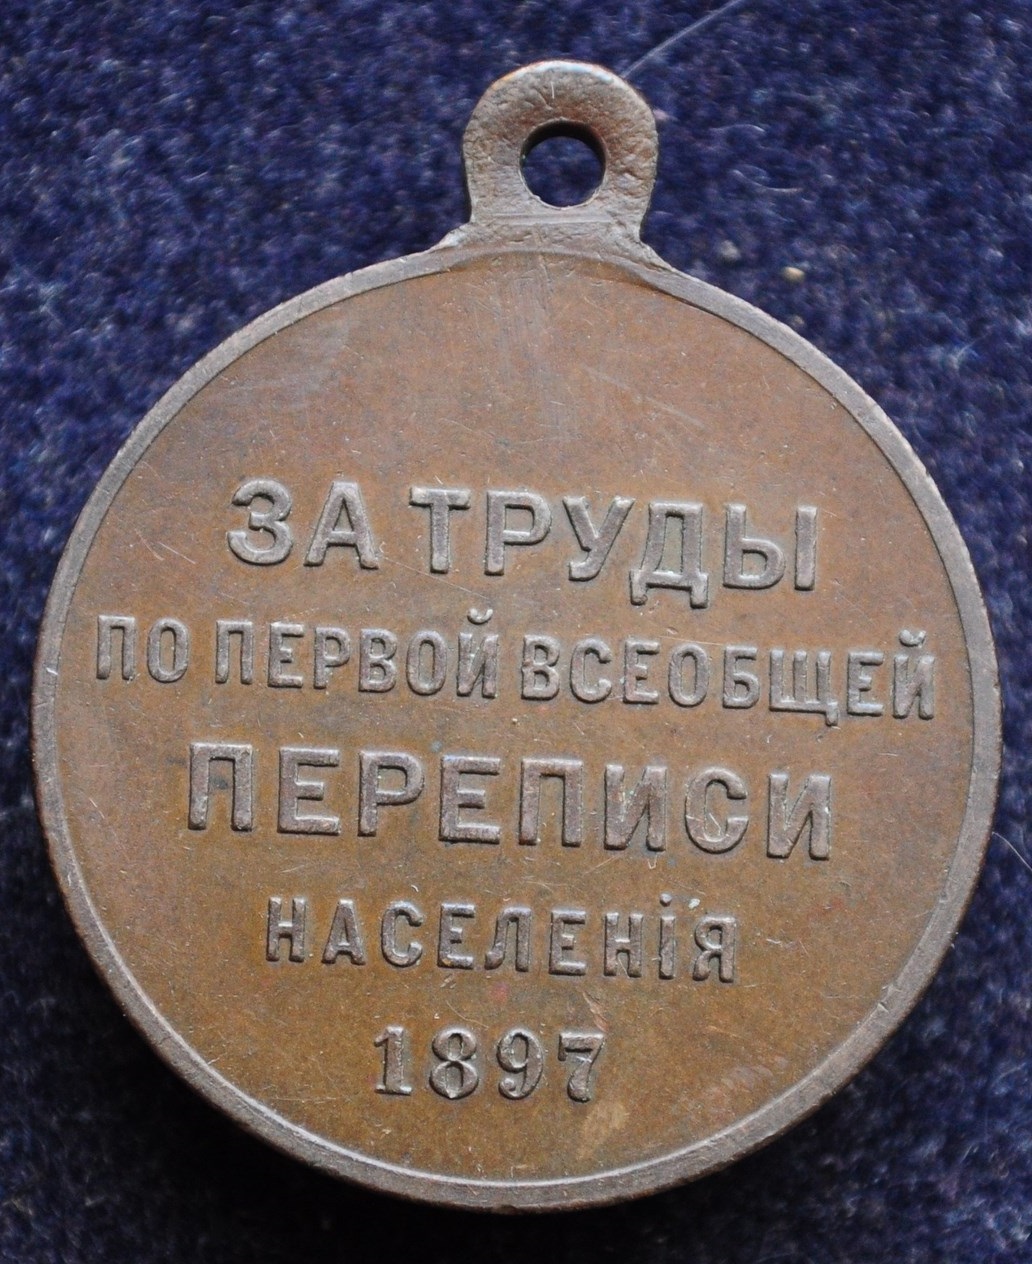 ЗА ТРУДЫ
ПО ПЕРВОЙ ВСЕОБЩЕЙ
ПЕРЕПИСИ
НАСЕЛЕНІЯ
1897